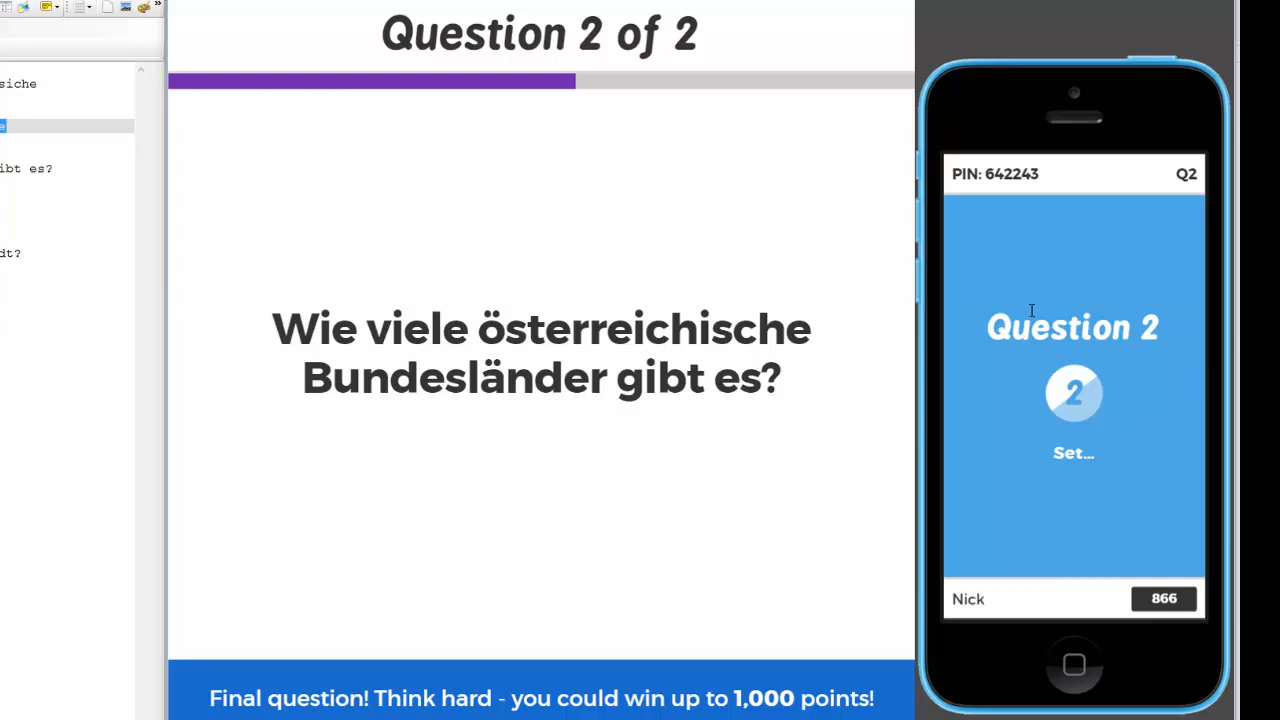 Question 2 of 2
siche
e
ibt es?
dt?
Wie viele österreichische
Bundesländer gibt es?
Final question! Think hard - you could win up to 1,000 points!
PIN: 642243 Q2
Question 2
2
Set...
Nick 866